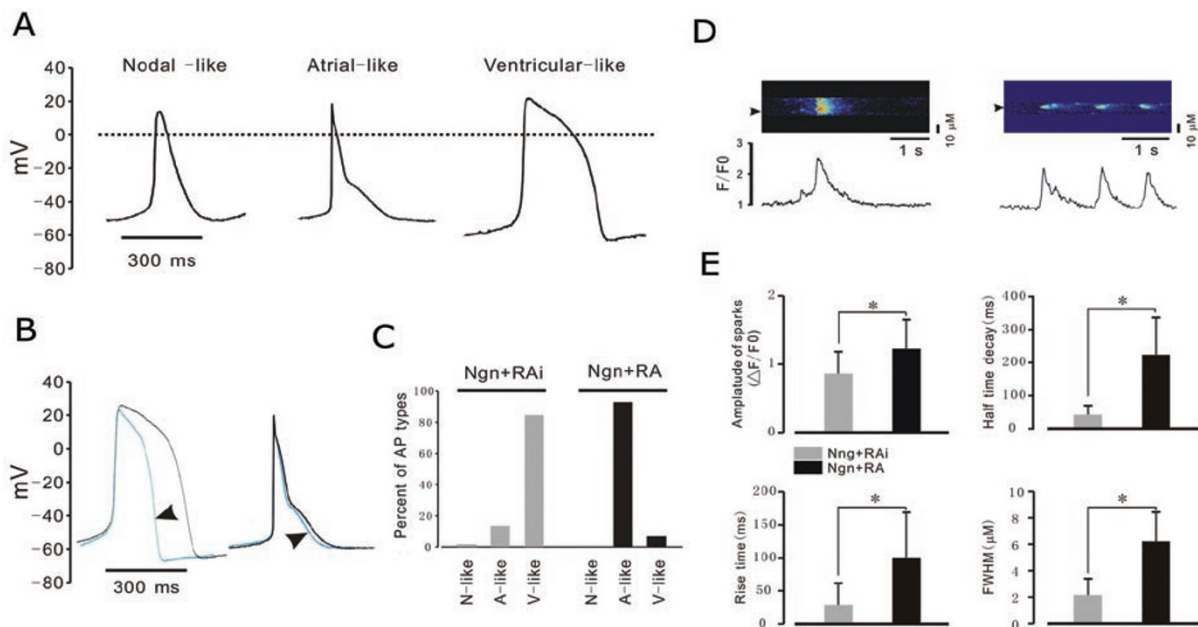 A
Nodal -like
Atrial-like
Ventricular-like
mV
40
20
0
-20
-40
-60
-80
300 ms
B
mV
40
20
0
-20
-40
-60
-80
300 ms
C
Ngn+RAi
Ngn+RA
Percent of AP types
100
80
60
40
20
0
N-like
A-like
V-like
N-like
A-like
V-like
D
1 s
10 μM
1 s
10 μM
F/F0
3
2
1
E
Amplatude of sparks
(△F/F0)
2
1
0
*
Half time decay(ms)
400
300
200
100
0
*
Nng+RAi
Ngn+RA
Rise time(ms)
200
150
100
50
0
*
FWHM(μM)
10
8
6
4
2
0
*